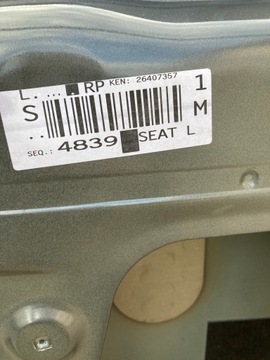 L. ... . RP KEN: 26407357 1
S M
.. SEQ.: 4839 SEAT L